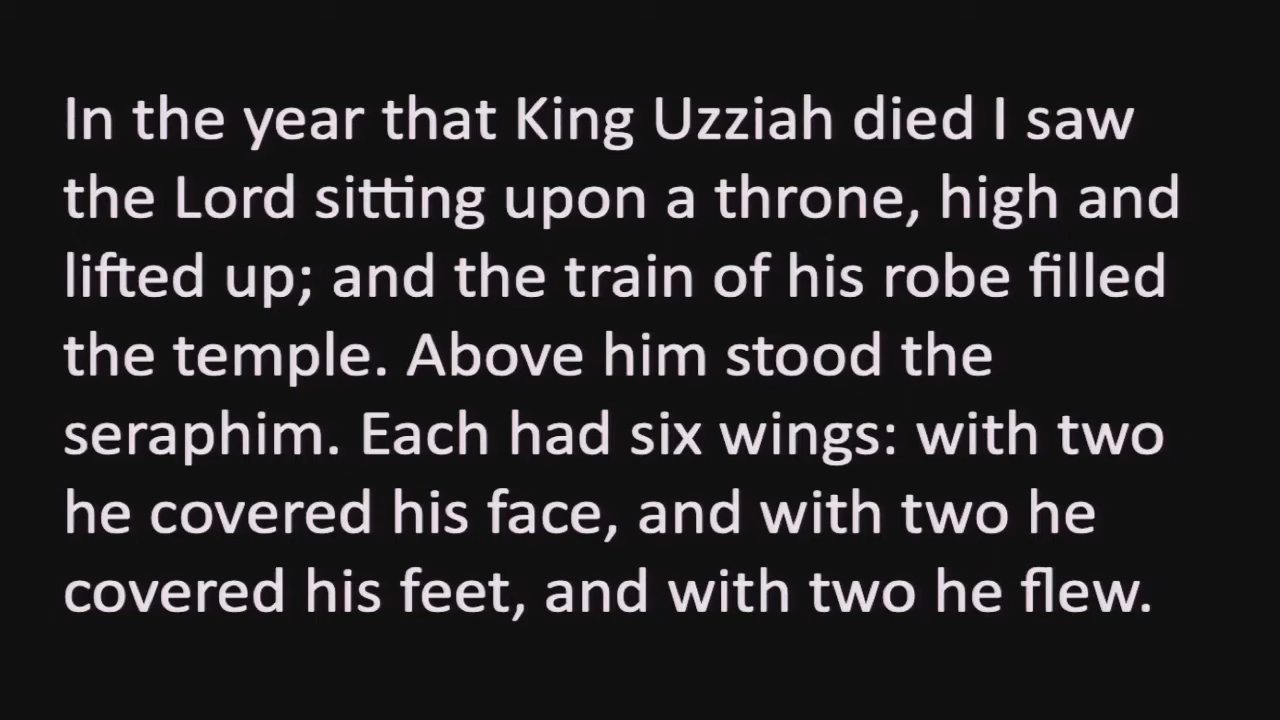 In the year that King Uzziah died I saw
the Lord sitting upon a throne, high and
lifted up; and the train of his robe filled
the temple. Above him stood the
seraphim. Each had six wings: with two
he covered his face, and with two he
covered his feet, and with two he flew.